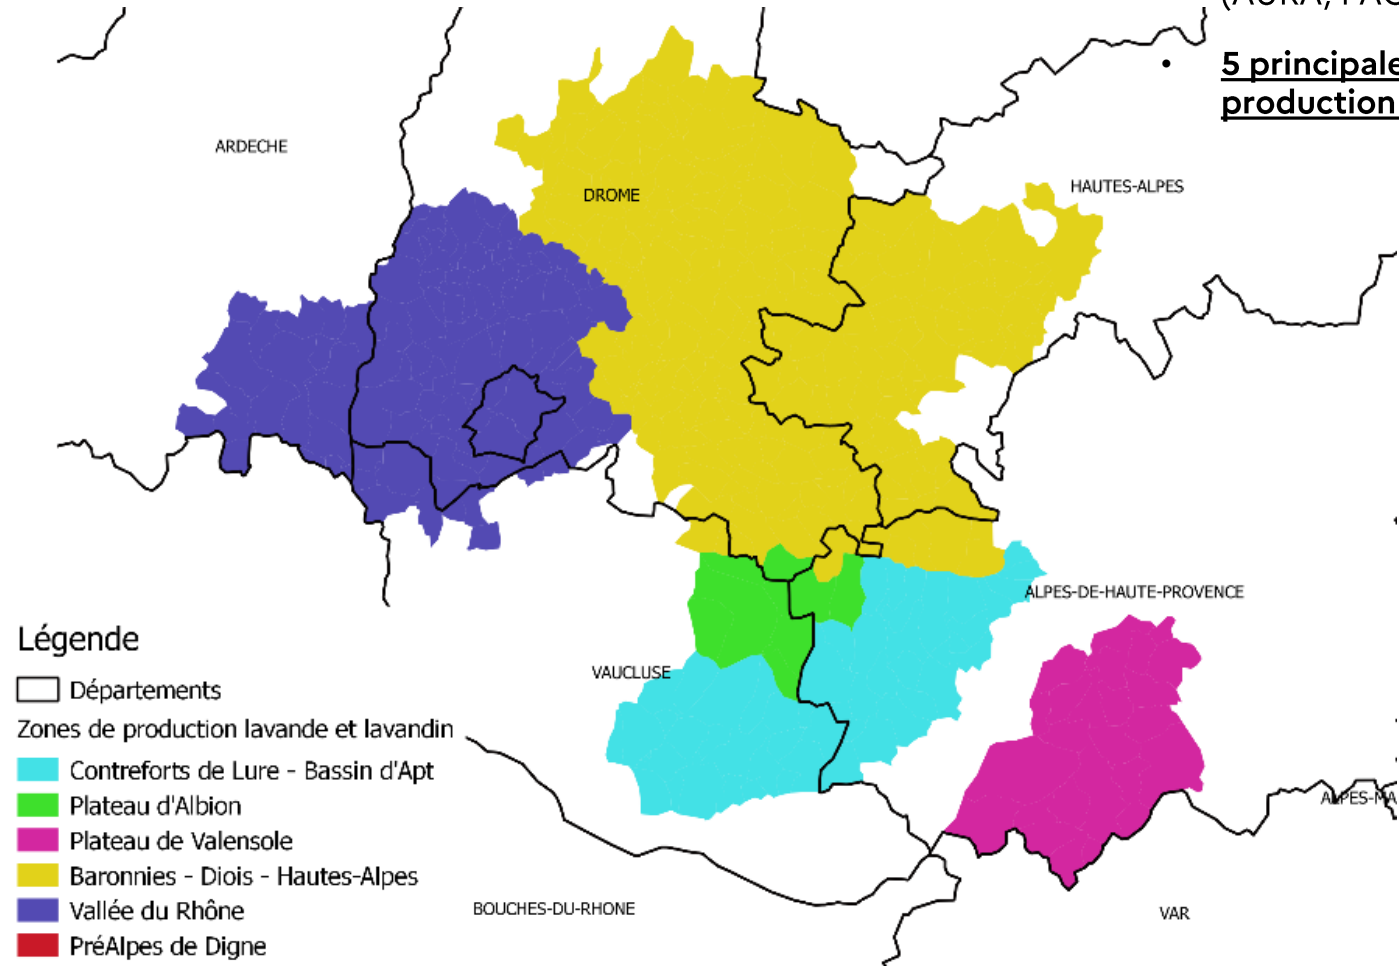 • 5 principale
production
ARDECHE
DROME
HAUTES-ALPES
ALPES-DE-HAUTE-PROVENCE
VAUCLUSE
BOUCHES-DU-RHONE
VAR
Légende
Départements
Zones de production lavande et lavandin
Contreforts de Lure - Bassin d'Apt
Plateau d'Albion
Plateau de Valensole
Baronnies - Diois - Hautes-Alpes
Vallée du Rhône
PréAlpes de Digne